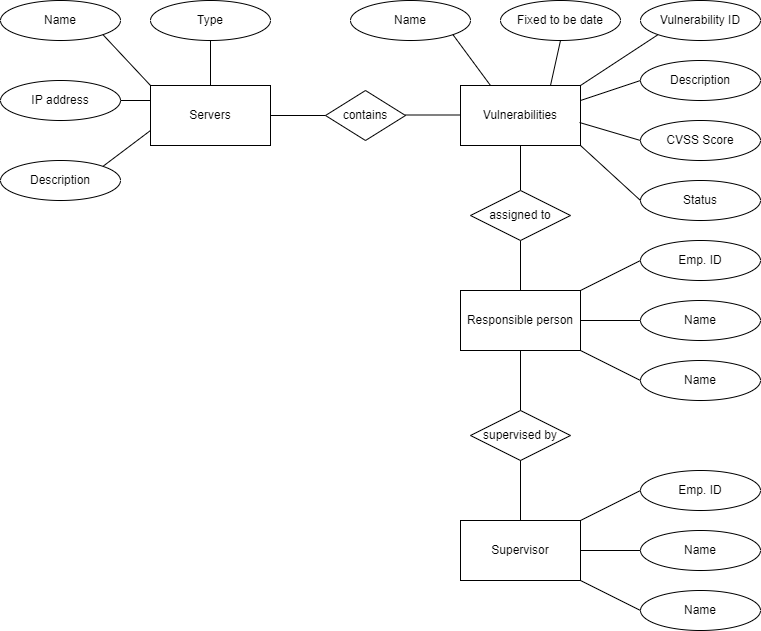 Name
Type
Name
Fixed to be date
Vulnerability ID
IP address
Servers
contains
Vulnerabilities
Description
CVSS Score
Description
Status
assigned to
Emp. ID
Responsible person
Name
Name
supervised by
Emp. ID
Supervisor
Name
Name